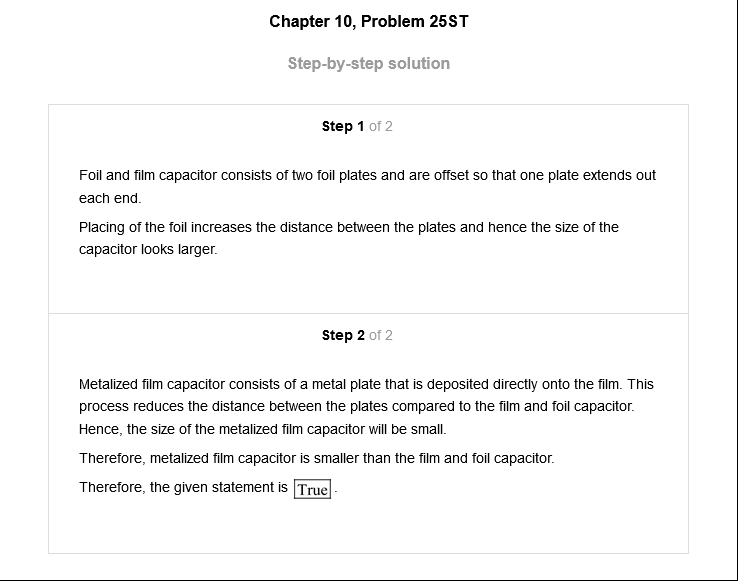 Chapter 10, Problem 25ST
Step-by-step solution
Step 1 of 2
Foil and film capacitor consists of two foil plates and are offset so that one plate extends out
each end.
Placing of the foil increases the distance between the plates and hence the size of the
capacitor looks larger.
Step 2 of 2
Metalized film capacitor consists of a metal plate that is deposited directly onto the film. This
process reduces the distance between the plates compared to the film and foil capacitor.
Hence, the size of the metalized film capacitor will be small.
Therefore, metalized film capacitor is smaller than the film and foil capacitor.
Therefore, the given statement is True .